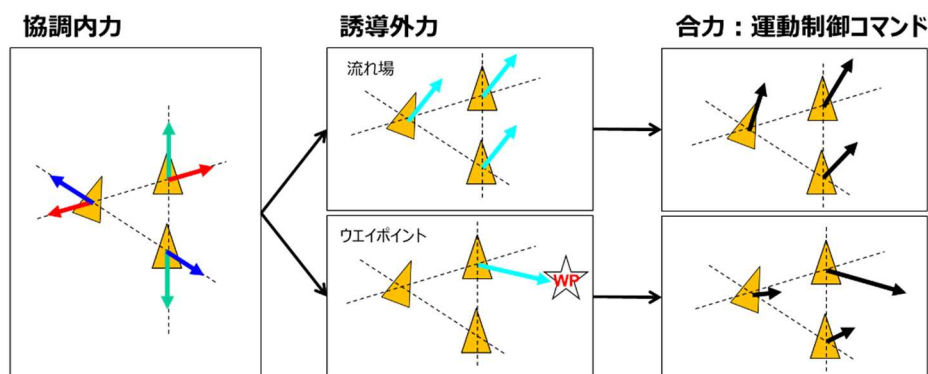 協調内力
誘導外力
合力：運動制御コマンド
流れ場
ウエイポイント
WP